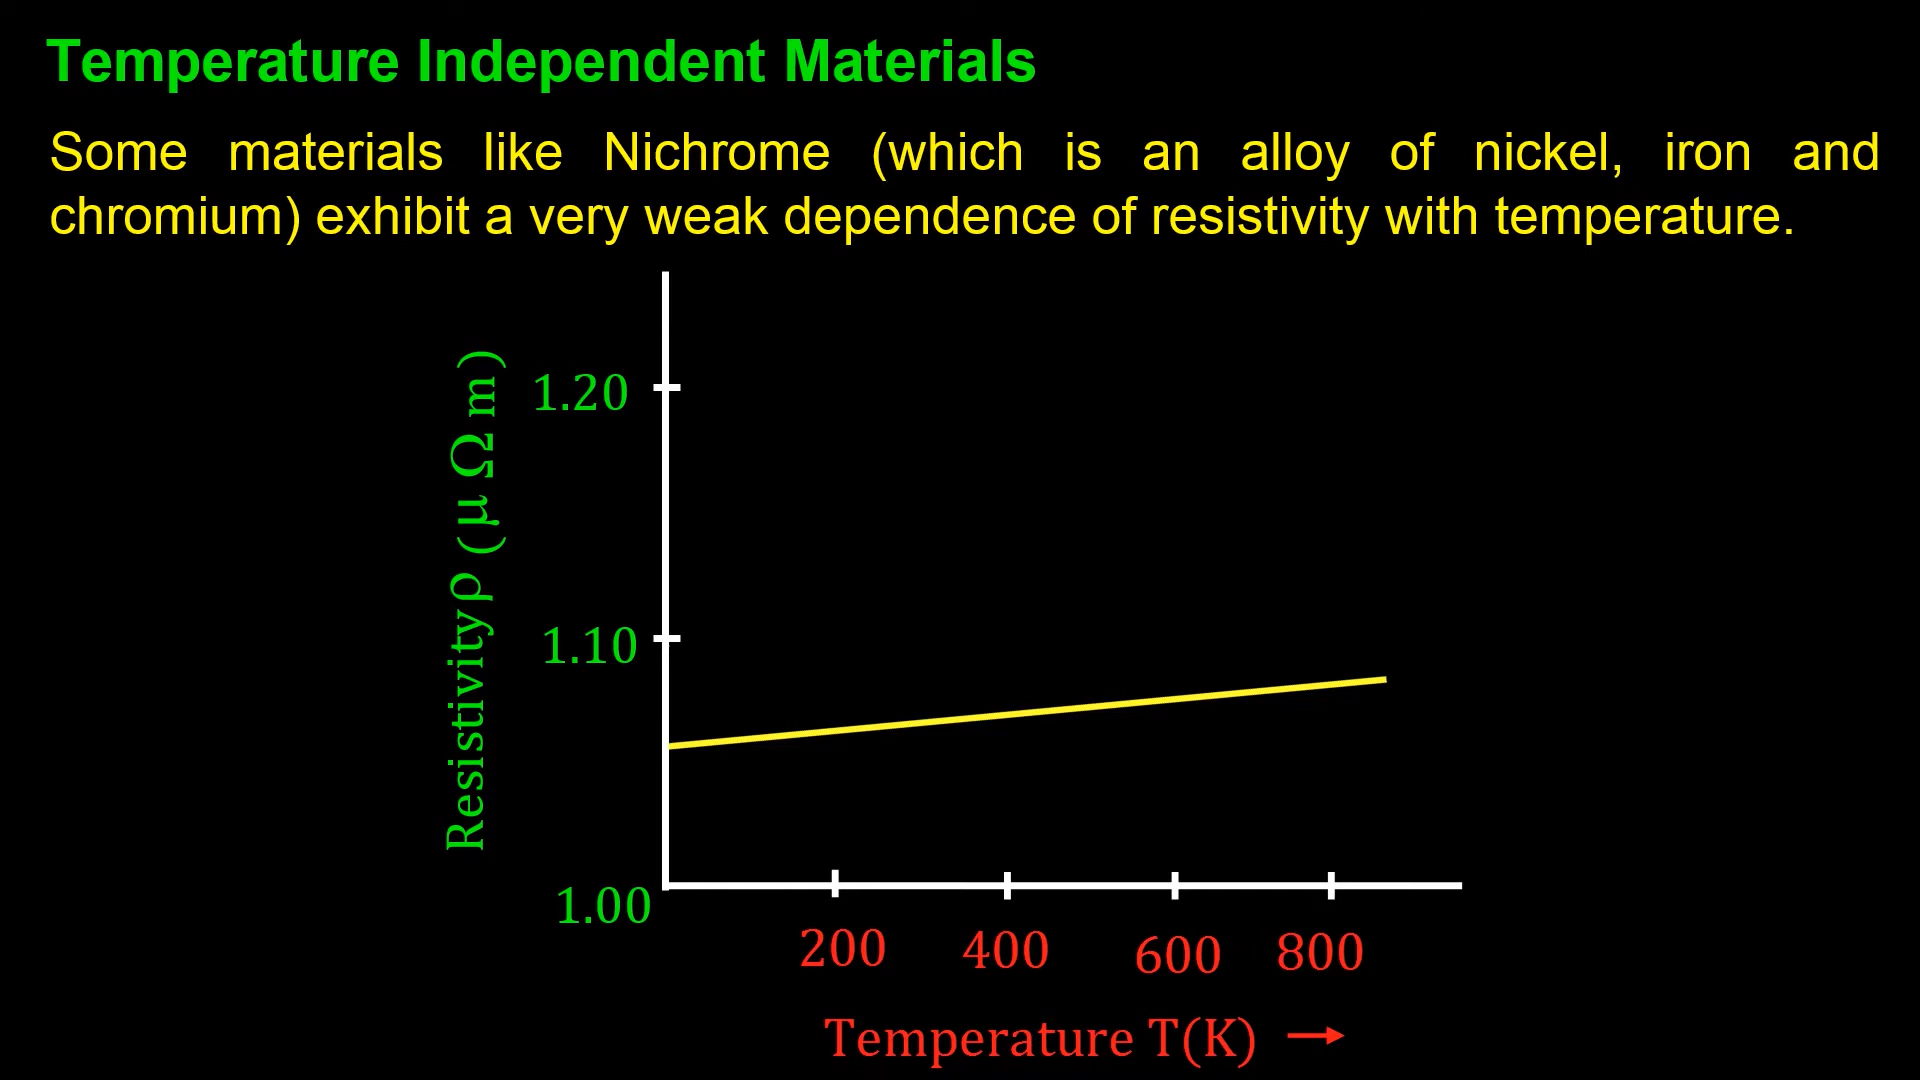 Temperature Independent Materials
Some materials like Nichrome (which is an alloy of nickel, iron and
chromium) exhibit a very weak dependence of resistivity with temperature.
Resistivity ρ ( μ Ω m )
1.20
1.10
1.00
200 400 600 800
Temperature T(K) →